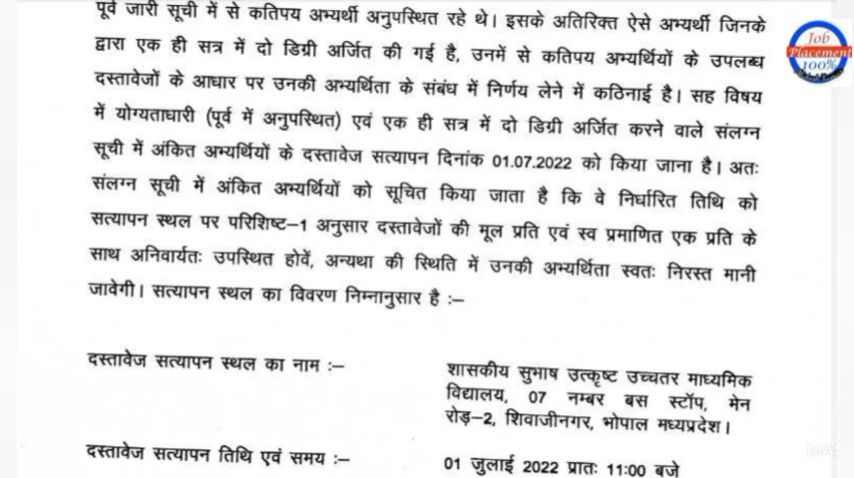 पूर्व जारी सूची में से कतिपय अभ्यर्थी अनुपस्थित रहे थे। इसके अतिरिक्त ऐसे अभ्यर्थी जिनके
द्वारा एक ही सत्र में दो डिग्री अर्जित की गई है, उनमें से कतिपय अभ्यर्थियों के उपलब्ध
दस्तावेजों के आधार पर उनकी अभ्यर्थिता के संबंध में निर्णय लेने में कठिनाई है। सह विषय
में योग्यताधारी (पूर्व में अनुपस्थित) एवं एक ही सत्र में दो डिग्री अर्जित करने वाले संलग्न
सूची में अंकित अभ्यर्थियों के दस्तावेज सत्यापन दिनांक 01.07.2022 को किया जाना है। अतः
संलग्न सूची में अंकित अभ्यर्थियों को सूचित किया जाता है कि वे निर्धारित तिथि को
सत्यापन स्थल पर परिशिष्ट–1 अनुसार दस्तावेजों की मूल प्रति एवं स्व प्रमाणित एक प्रति के
साथ अनिवार्यतः उपस्थित होवें, अन्यथा की स्थिति में उनकी अभ्यर्थिता स्वतः निरस्त मानी
जावेगी। सत्यापन स्थल का विवरण निम्नानुसार है :–
दस्तावेज सत्यापन स्थल का नाम :–
शासकीय सुभाष उत्कृष्ट उच्चतर माध्यमिक
विद्यालय, 07 नम्बर बस स्टॉप, मेन
रोड़–2, शिवाजीनगर, भोपाल मध्यप्रदेश।
दस्तावेज सत्यापन तिथि एवं समय :–
01 जुलाई 2022 प्रातः 11:00 बजे
Job
Placement
100%